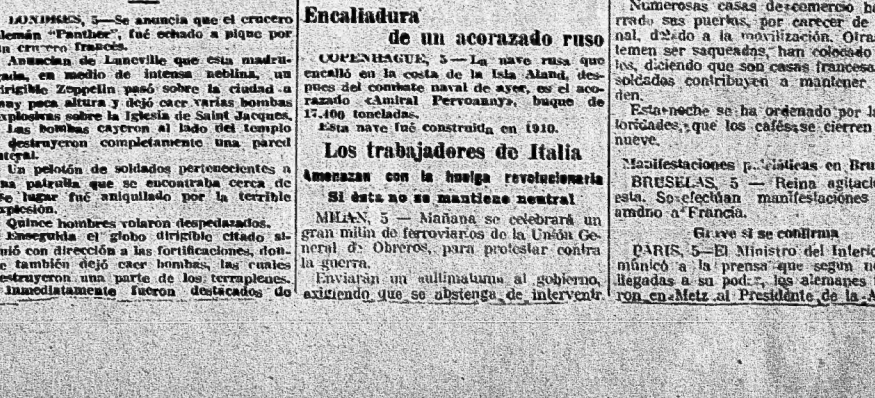 LONDRES, 5—Se anuncia que el crucero
alemán "Panther", fué echado a pique por
un crucero francés.
Anuncian de Luneville que esta madru-
gada, en medio de intensa neblina, un
dirigible Zeppelin pasó sobre la ciudad a
muy poca altura y dejó caer varias bombas
explosivas sobre la Iglesia de Saint Jacques.
Las bombas cayeron al lado del templo
destruyeron completamente una pared
lateral.
Un pelotón de soldados pertenecientes a
una patrulla que se encontraba cerca de
ese lugar fué aniquilado por la terrible
explosión.
Quince hombres volaron despedazados.
Enseguida el globo dirigible citado si-
guió con dirección a las fortificaciones, don-
también dejó caer bombas, las cuales
destruyeron una parte de los terraplenes.
Inmediatamente fueron destacados de
Encalladura
de un acorazado ruso
COPENHAGUE, 5 — La nave rusa que
encalló en la costa de la Isla Aland, des-
pues del combate naval de ayer, es el aco-
razado «Amiral Pervoanny», buque de
17.400 toneladas.
Esta nave fué construida en 1910.
Los trabajadores de Italia
Amenazan con la huelga revolucionaria
Si ésta no se mantiene neutral
MILAN, 5 — Mañana se celebrará un
gran mitin de ferroviarios de la Unión Ge-
neral de Obreros, para protestar contra
la guerra.
Enviarán un «ultimatum» al gobierno,
exigiendo que se abstenga de intervenir
Numerosas casas de comercio
rrado sus puertas, por carecer de
nal, debido a la movilización. Otra
temen ser saqueadas, han colocado
les, diciendo que son casas francesa
soldados contribuyen a mantener
den.
Esta noche se ha ordenado por la
toridades, que los cafés se cierren
nueve.
Manifestaciones patrióticas en Bru
BRUSELAS, 5 — Reina agitació
esta. Se efectúan manifestaciones
amdno a Francia.
Grave si se confirma
PARIS, 5—El Ministro del Interio
municó a la prensa que según no
llegadas a su poder, los alemanes
ron en Metz al Presidente de la A